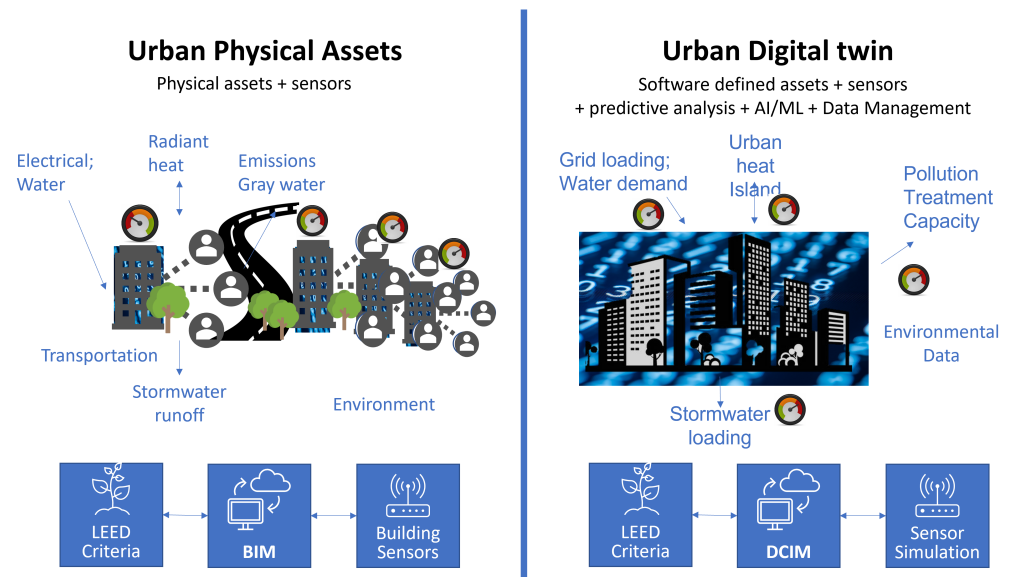 Urban Physical Assets
Physical assets + sensors
Radiant
heat
Electrical;
Water
Emissions
Gray water
Transportation
Stormwater
runoff
Environment
LEED
Criteria
BIM
Building
Sensors
Urban Digital twin
Software defined assets + sensors
+ predictive analysis + AI/ML + Data Management
Urban
heat
Island
Grid loading;
Water demand
Pollution
Treatment
Capacity
Environmental
Data
Stormwater
loading
LEED
Criteria
DCIM
Sensor
Simulation